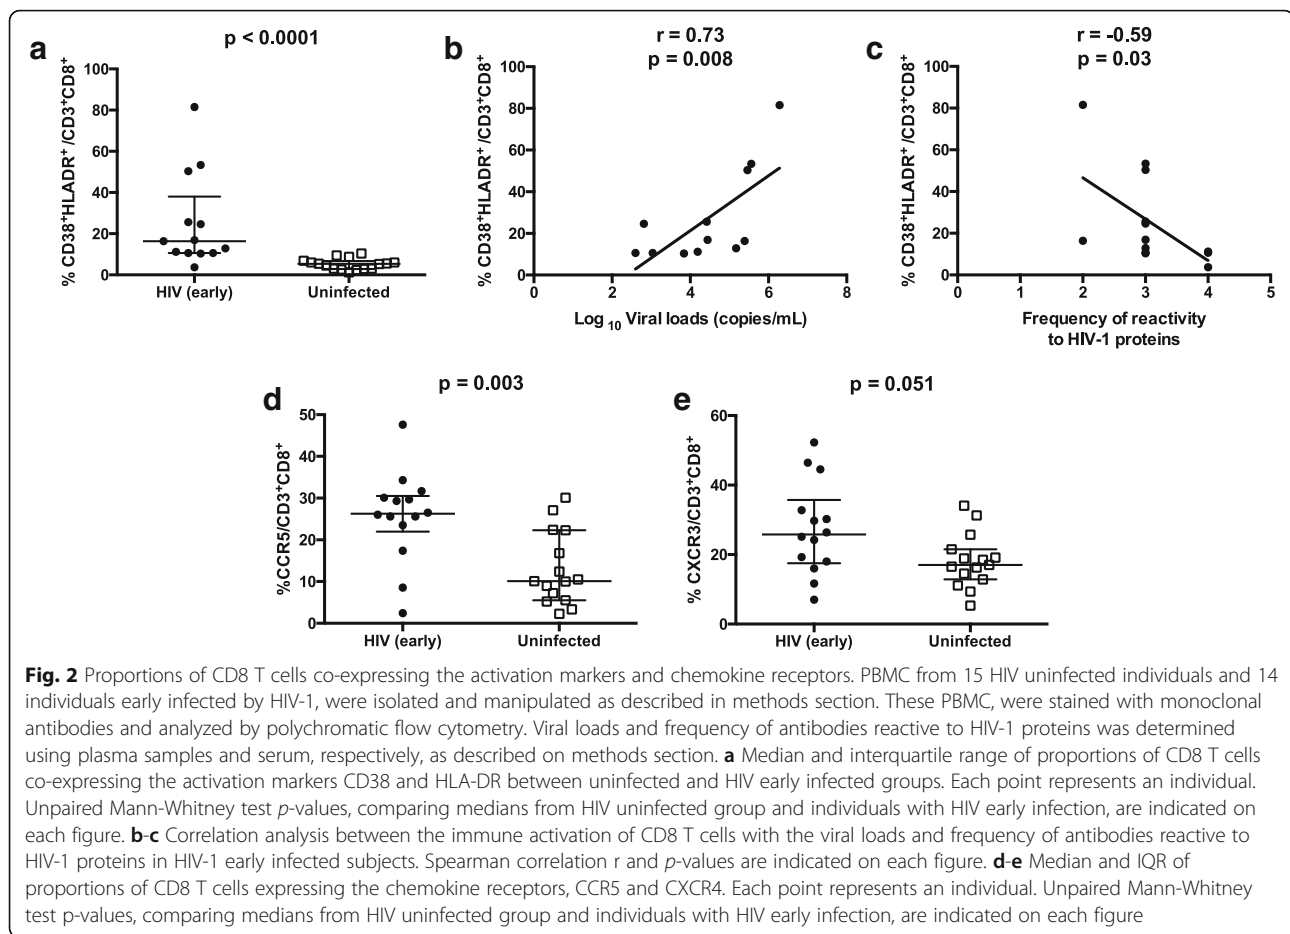 a
p < 0.0001
% CD38+HLADR+ /CD3+CD8+
100
80
60
40
20
0
HIV (early)
Uninfected
b
r = 0.73
p = 0.008
% CD38+HLADR+ /CD3+CD8+
100
80
60
40
20
0
0 2 4 6 8
Log 10 Viral loads (copies/mL)
c
r = -0.59
p = 0.03
% CD38+HLADR+ /CD3+CD8+
100
80
60
40
20
0
0 1 2 3 4 5
Frequency of reactivity
to HIV-1 proteins
d
p = 0.003
%CCR5/CD3+CD8+
50
40
30
20
10
0
HIV (early)
Uninfected
e
p = 0.051
% CXCR3/CD3+CD8+
60
40
20
0
HIV (early)
Uninfected
Fig. 2 Proportions of CD8 T cells co-expressing the activation markers and chemokine receptors. PBMC from 15 HIV uninfected individuals and 14
individuals early infected by HIV-1, were isolated and manipulated as described in methods section. These PBMC, were stained with monoclonal
antibodies and analyzed by polychromatic flow cytometry. Viral loads and frequency of antibodies reactive to HIV-1 proteins was determined
using plasma samples and serum, respectively, as described on methods section. a Median and interquartile range of proportions of CD8 T cells
co-expressing the activation markers CD38 and HLA-DR between uninfected and HIV early infected groups. Each point represents an individual.
Unpaired Mann-Whitney test p-values, comparing medians from HIV uninfected group and individuals with HIV early infection, are indicated on
each figure. b-c Correlation analysis between the immune activation of CD8 T cells with the viral loads and frequency of antibodies reactive to
HIV-1 proteins in HIV-1 early infected subjects. Spearman correlation r and p-values are indicated on each figure. d-e Median and IQR of
proportions of CD8 T cells expressing the chemokine receptors, CCR5 and CXCR4. Each point represents an individual. Unpaired Mann-Whitney
test p-values, comparing medians from HIV uninfected group and individuals with HIV early infection, are indicated on each figure